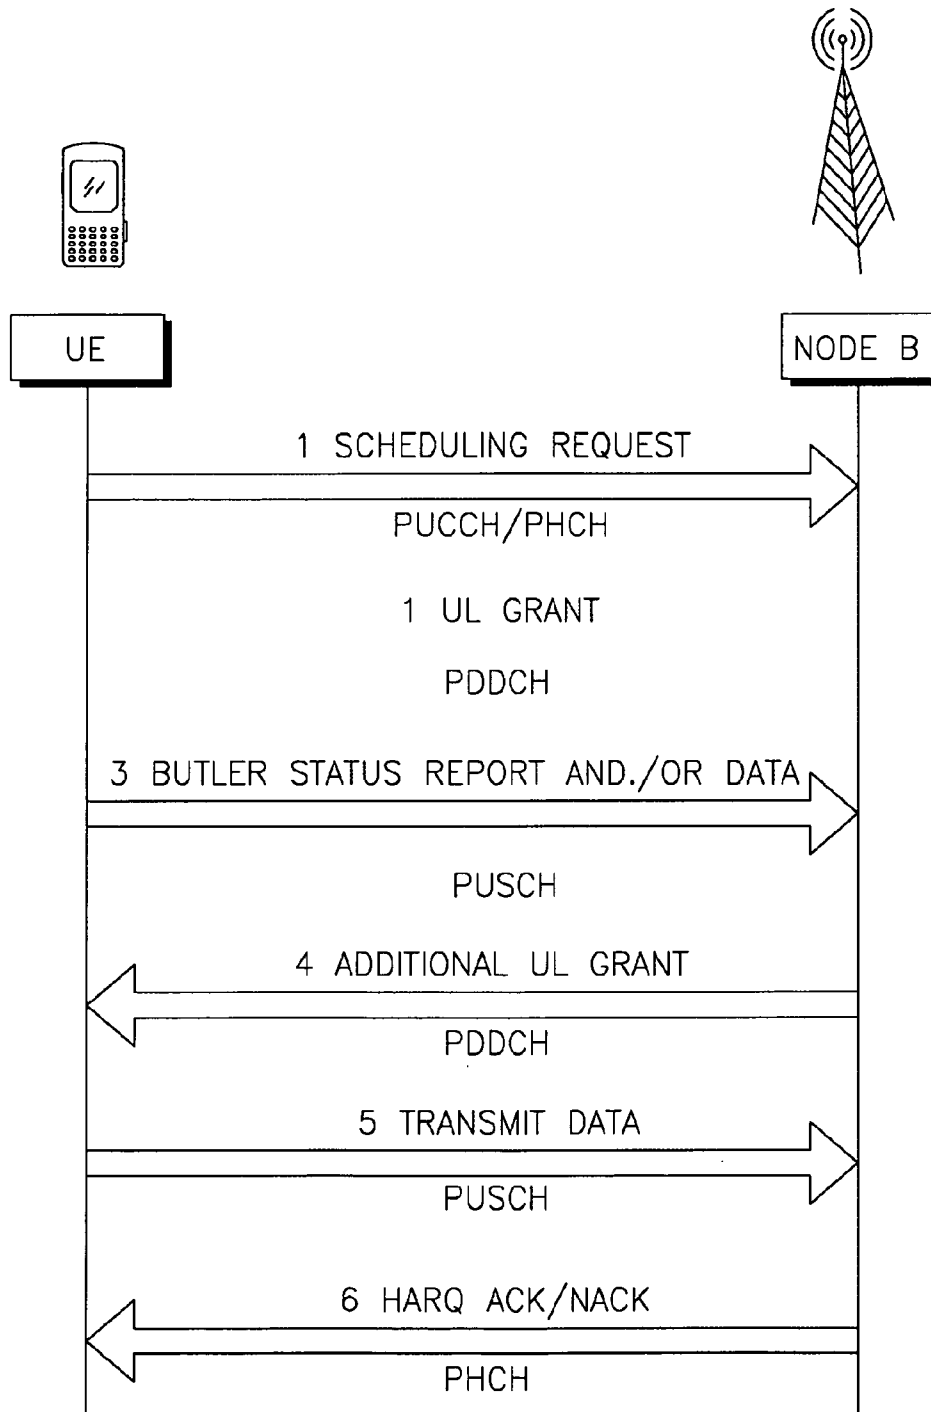 UE
NODE B
1 SCHEDULING REQUEST
PUCCH/PHCH
1 UL GRANT
PDDCH
3 BUTLER STATUS REPORT AND./OR DATA
PUSCH
4 ADDITIONAL UL GRANT
PDDCH
5 TRANSMIT DATA
PUSCH
6 HARQ ACK/NACK
PHCH